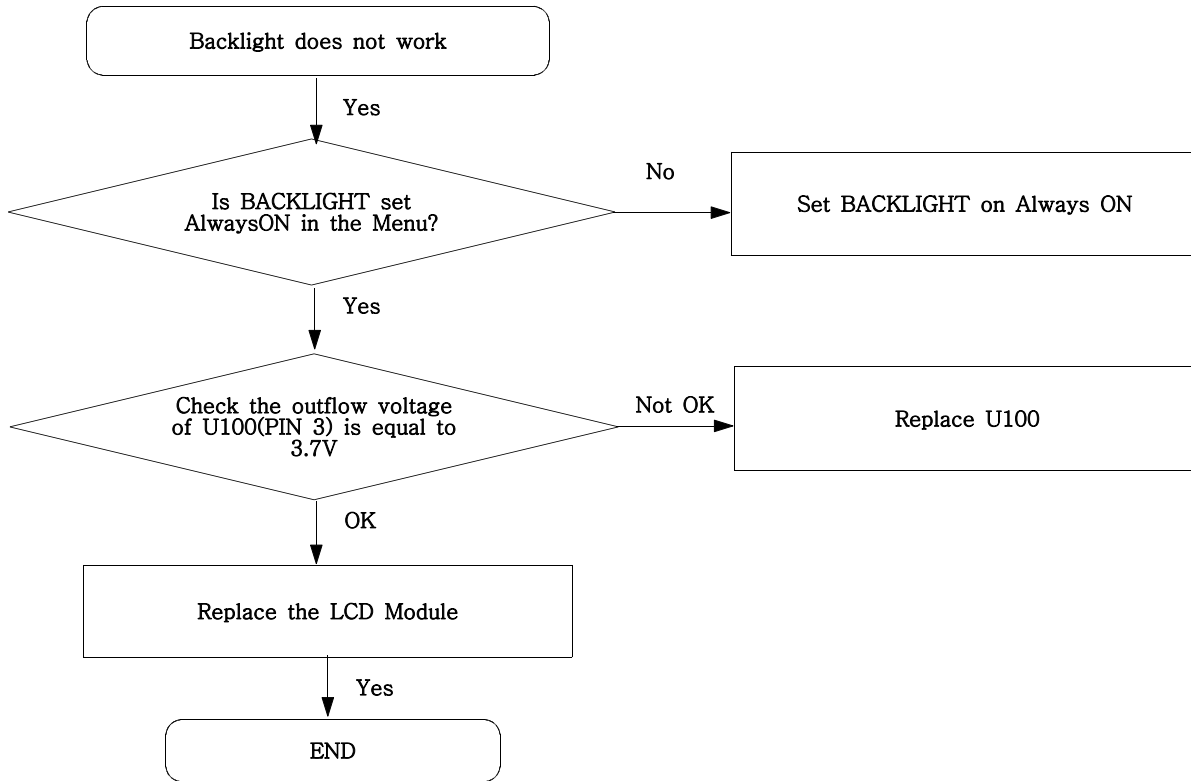 Backlight does not work
Yes
Is BACKLIGHT set
AlwaysON in the Menu?
No
Set BACKLIGHT on Always ON
Yes
Check the outflow voltage
of U100(PIN 3) is equal to
3.7V
Not OK
Replace U100
OK
Replace the LCD Module
Yes
END